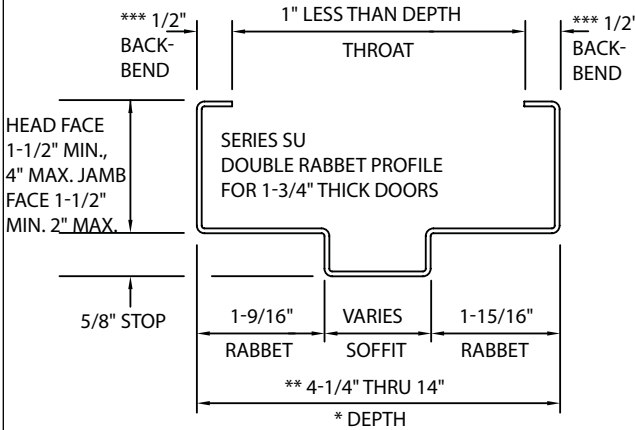 *** 1/2"
BACK-
BEND
1" LESS THAN DEPTH
THROAT
*** 1/2'
BACK-
BEND
HEAD FACE
1-1/2" MIN.,
4" MAX. JAMB
FACE 1-1/2"
MIN. 2" MAX.
SERIES SU
DOUBLE RABBET PROFILE
FOR 1-3/4" THICK DOORS
5/8" STOP
1-9/16"
RABBET
VARIES
SOFFIT
1-15/16"
RABBET
** 4-1/4" THRU 14"
* DEPTH